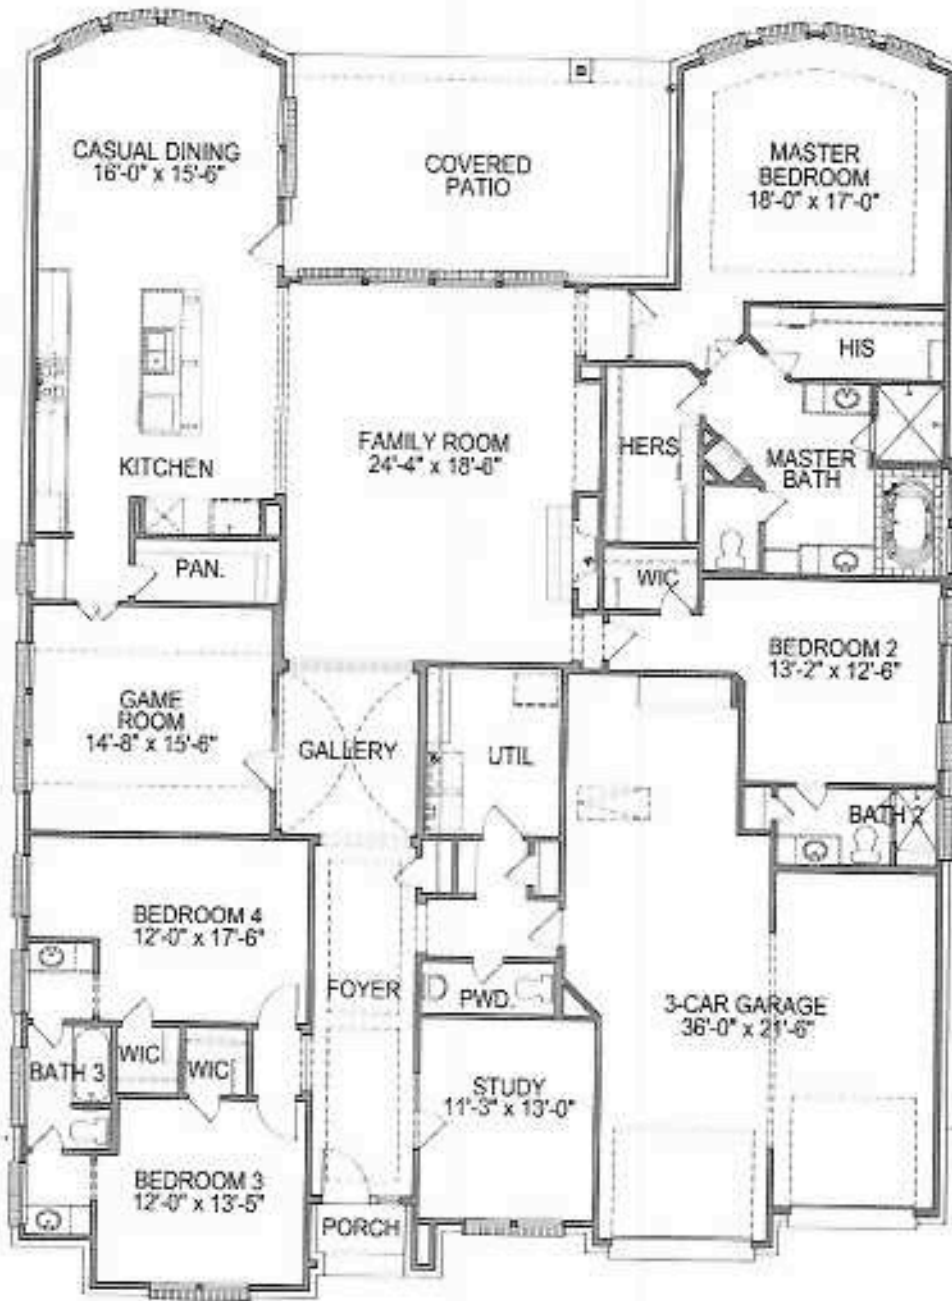 CASUAL DINING
16'-0" x 15'-6"
COVERED
PATIO
MASTER
BEDROOM
18'-0" x 17'-0"
HIS
FAMILY ROOM
24'-4" x 18'-6"
HERS
MASTER
BATH
KITCHEN
PAN.
WIC
BEDROOM 2
13'-2" x 12'-6"
GAME
ROOM
14'-8" x 15'-6"
GALLERY
UTIL
BATH 2
BEDROOM 4
12'-0" x 17'-6"
FOYER
PWD.
3-CAR GARAGE
36'-0" x 21'-6"
WIC
WIC
BATH 3
STUDY
11'-3" x 13'-0"
BEDROOM 3
12'-0" x 13'-5"
PORCH